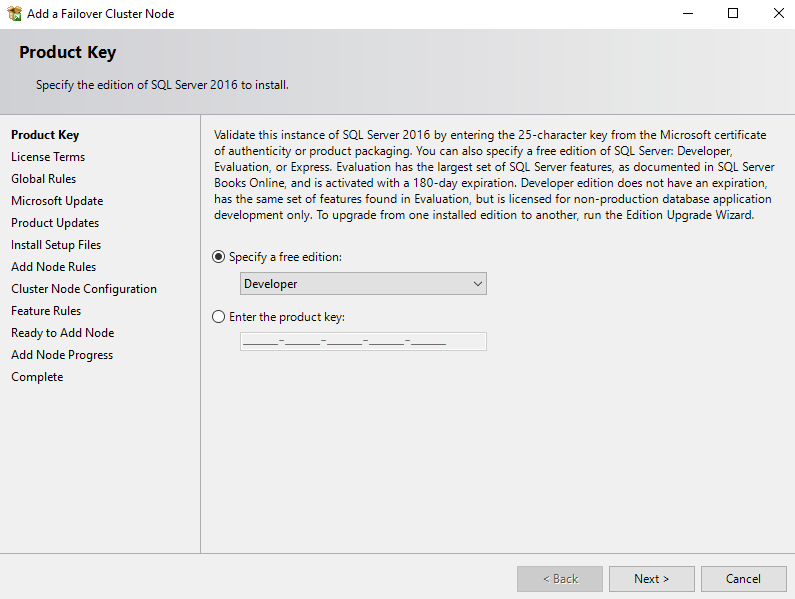 Add a Failover Cluster Node
Product Key
Specify the edition of SQL Server 2016 to install.
Product Key
License Terms
Global Rules
Microsoft Update
Product Updates
Install Setup Files
Add Node Rules
Cluster Node Configuration
Feature Rules
Ready to Add Node
Add Node Progress
Complete
Validate this instance of SQL Server 2016 by entering the 25-character key from the Microsoft certificate
of authenticity or product packaging. You can also specify a free edition of SQL Server: Developer,
Evaluation, or Express. Evaluation has the largest set of SQL Server features, as documented in SQL Server
Books Online, and is activated with a 180-day expiration. Developer edition does not have an expiration,
has the same set of features found in Evaluation, but is licensed for non-production database application
development only. To upgrade from one installed edition to another, run the Edition Upgrade Wizard.
Specify a free edition:
Developer
Enter the product key:
_____-_____-_____-_____-_____
< Back
Next >
Cancel